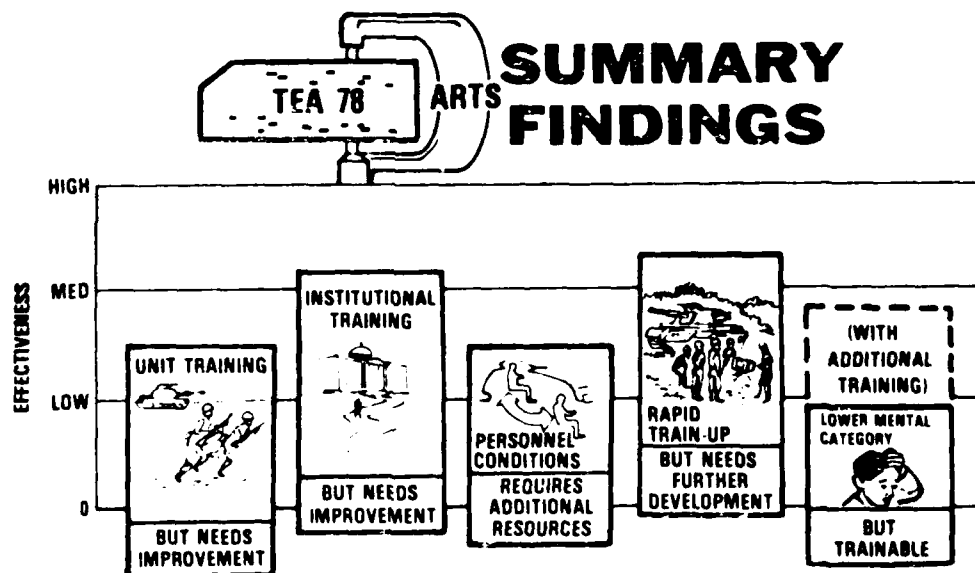 TEA 78
ARTS
SUMMARY
FINDINGS
HIGH
MED
LOW
0
EFFECTIVENESS
UNIT TRAINING
BUT NEEDS
IMPROVEMENT
INSTITUTIONAL
TRAINING
BUT NEEDS
IMPROVEMENT
PERSONNEL
CONDITIONS
REQUIRES
ADDITIONAL
RESOURCES
RAPID
TRAIN-UP
BUT NEEDS
FURTHER
DEVELOPMENT
(WITH
ADDITIONAL
TRAINING)
LOWER MENTAL
CATEGORY
BUT
TRAINABLE